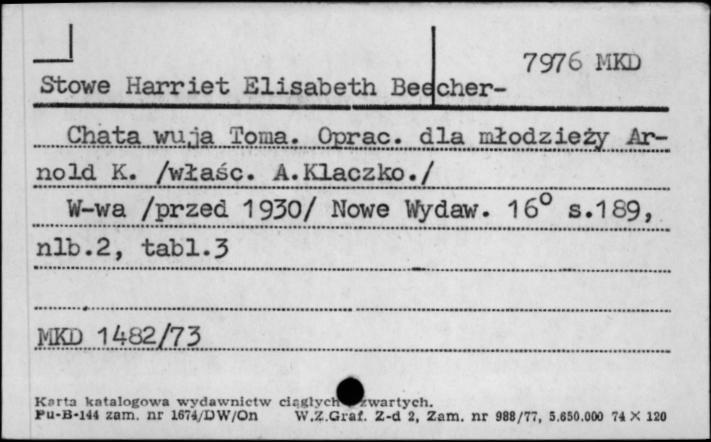 7976 MKD
Stowe Harriet Elisabeth Beecher-
Chata wuja Toma. Oprac. dla młodzieży Ar-
nold K. /właśc. A.Klaczko./
W-wa /przed 1930/ Nowe Wydaw. 16° s.189,
nlb.2, tabl.3
MKD 1482/73
Karta katalogowa wydawnictw ciągłych zwartych.
Pu-B-144 zam. nr 1674/DW/On W.Z.Graf. Z-d 2, Zam. nr 988/77, 5.650.000 74 X 120